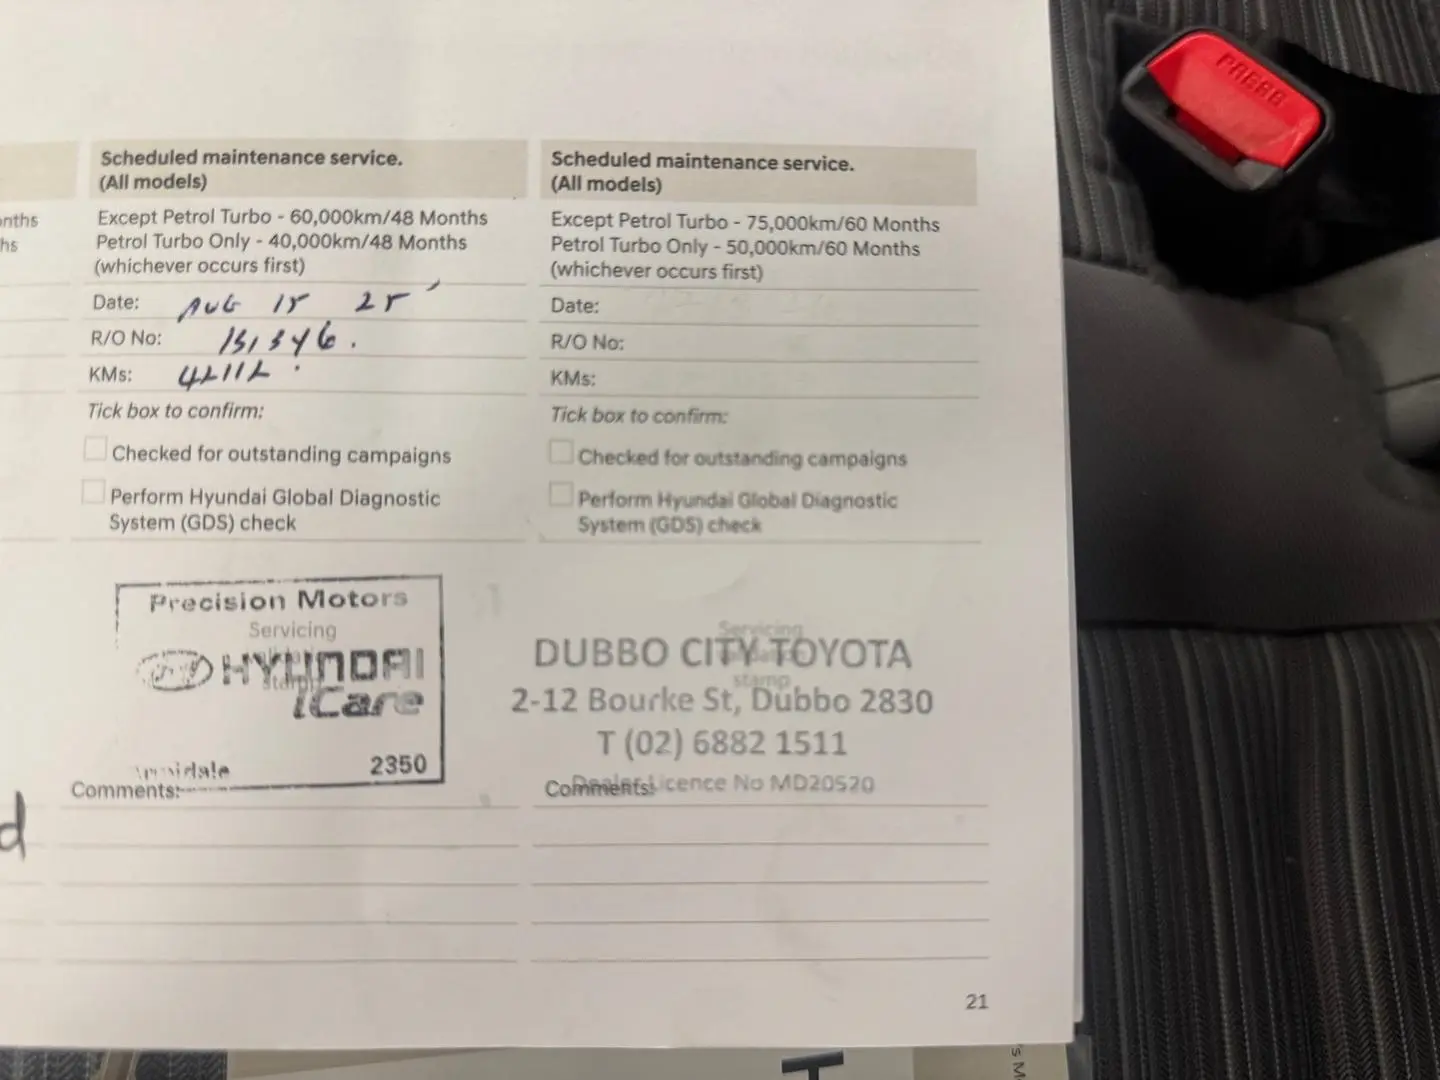 PRESS
nths
hs
Scheduled maintenance service.
(All models)
Except Petrol Turbo - 60,000km/48 Months
Petrol Turbo Only - 40,000km/48 Months
(whichever occurs first)
Date: AUG 15 25
R/O No:
KMs:
Tick box to confirm:
Checked for outstanding campaigns
Perform Hyundai Global Diagnostic
System (GDS) check
Precision Motors
Servicing
HYUNDAI
stamp
iCare
Armidale 2350
Comments:
d
Scheduled maintenance service.
(All models)
Except Petrol Turbo - 75,000km/60 Months
Petrol Turbo Only - 50,000km/60 Months
(whichever occurs first)
Date:
R/O No:
KMs:
Tick box to confirm:
Checked for outstanding campaigns
Perform Hyundai Global Diagnostic
System (GDS) check
Servicing
DUBBO CITY TOYOTA
stamp
2-12 Bourke St, Dubbo 2830
T (02) 6882 1511
Dealer Licence No MD20520
Comments:
21
's M